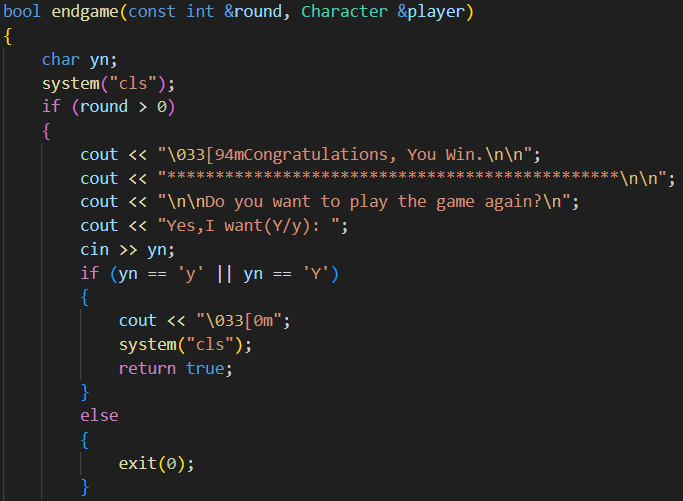 bool endgame(const int &round, Character &player)
{
    char yn;
    system("cls");
    if (round > 0)
    {
        cout << "\033[94mCongratulations, You Win.\n\n";
        cout << "***********************************************\n\n";
        cout << "\n\nDo you want to play the game again?\n";
        cout << "Yes,I want(Y/y): ";
        cin >> yn;
        if (yn == 'y' || yn == 'Y')
        {
            cout << "\033[0m";
            system("cls");
            return true;
        }
        else
        {
            exit(0);
        }